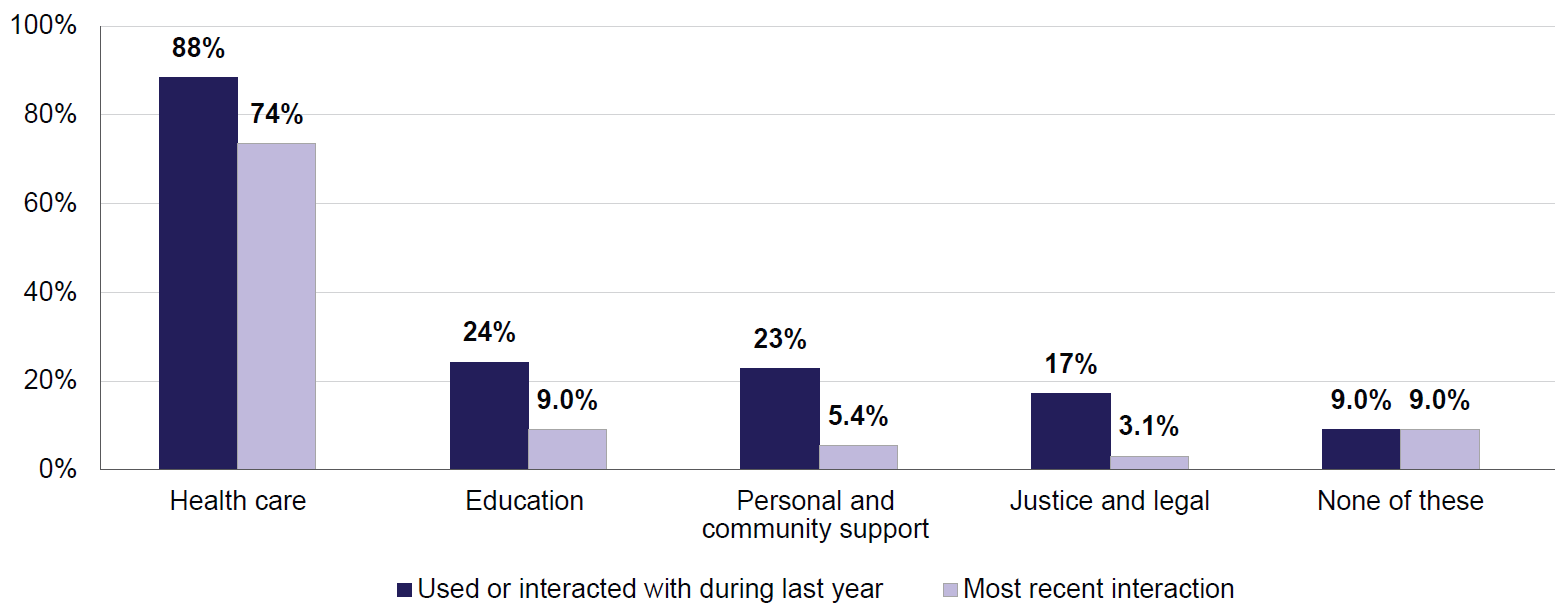 100%
80%
60%
40%
20%
0%
88%
74%
24%
9.0%
23%
5.4%
17%
3.1%
9.0% 9.0%
Health care
Education
Personal and
community support
Justice and legal
None of these
Used or interacted with during last year
Most recent interaction